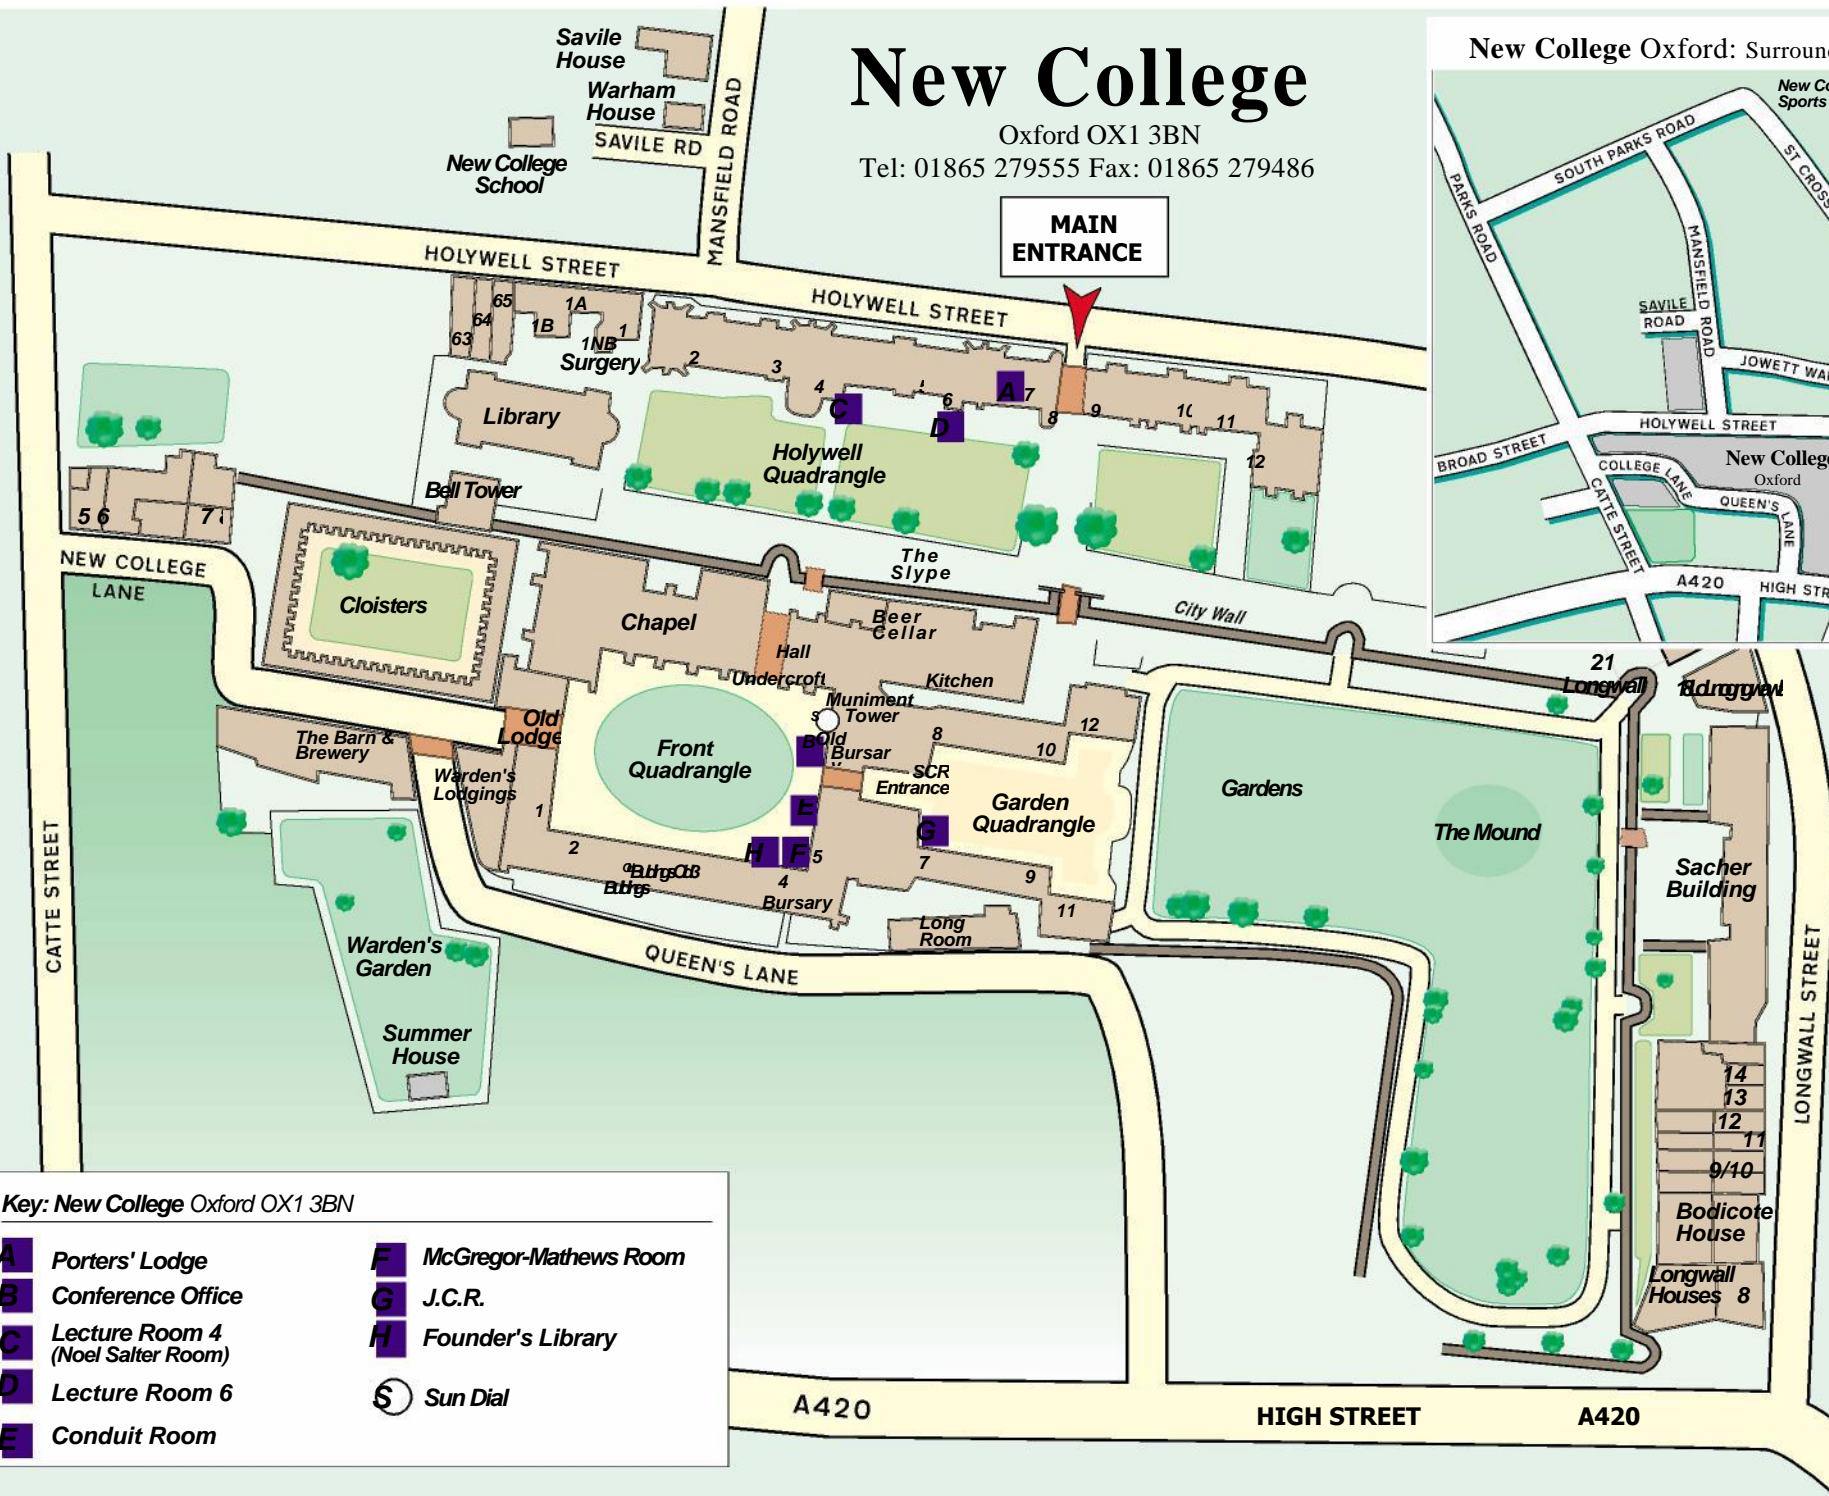 Savile
House
Warham
House
SAVILE RD
New College
School
MANSFIELD ROAD
New College
Oxford OX1 3BN
Tel: 01865 279555 Fax: 01865 279486
MAIN
ENTRANCE
HOLYWELL STREET
HOLYWELL STREET
New College Oxford:
New
Sports
SOUTH PARKS ROAD
ST CROSS
PARKS ROAD
MANSFIELD ROAD
SAVILE
ROAD
JOWETT
HOLYWELL STREET
BROAD STREET
COLLEGE LANE
New College
Oxford
QUEEN'S LANE
CATTE STREET
A420
HIGH
63
64
65
1A
1B
1
1NB
Surgery
2
3
4
C
6
D
A
7
8
9
11
12
Library
Holywell
Quadrangle
Bell Tower
5 6
7
NEW COLLEGE
LANE
Cloisters
The
Slype
City Wall
Chapel
Beer
Cellar
Hall
Undercroft
Kitchen
Muniment
Tower
S
Old
Bursar
B
Old
Lodge
The Barn &
Brewery
Warden's
Lodgings
Front
Quadrangle
8
10
12
SCR
Entrance
Garden
Quadrangle
E
G
H
F
5
1
2
4
Bursary
7
9
11
Long
Room
Gardens
The Mound
21
Longwall
Sacher
Building
LONGWALL STREET
CATTE STREET
Warden's
Garden
Summer
House
QUEEN'S LANE
14
13
12
11
9/10
Bodicote
House
Longwall
Houses 8
Key: New College Oxford OX1 3BN
A Porters' Lodge
B Conference Office
C Lecture Room 4
(Noel Salter Room)
D Lecture Room 6
E Conduit Room
F McGregor-Mathews Room
G J.C.R.
H Founder's Library
S Sun Dial
A420
HIGH STREET
A420